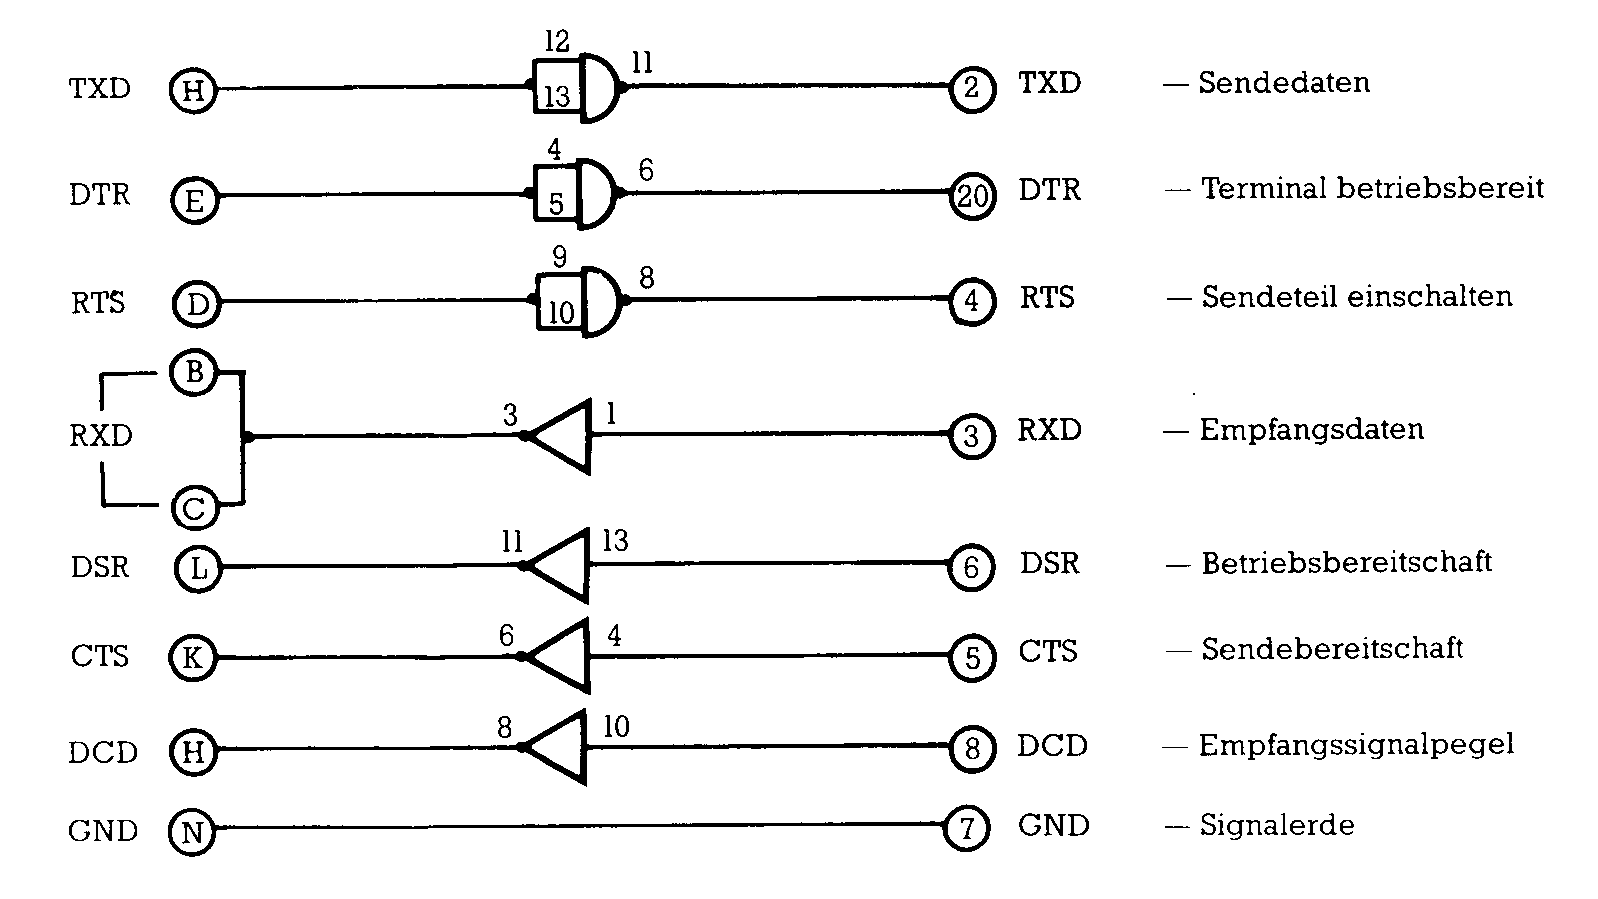 12
TXD H 13 11 2 TXD — Sendedaten
4
DTR E 5 6 20 DTR — Terminal betriebsbereit
9
RTS D 10 8 4 RTS — Sendeteil einschalten
B
RXD 3 1 3 RXD — Empfangsdaten
C
DSR L 11 13 6 DSR — Betriebsbereitschaft
CTS K 6 4 5 CTS — Sendebereitschaft
DCD H 8 10 8 DCD — Empfangssignalpegel
GND N 7 GND — Signalerde